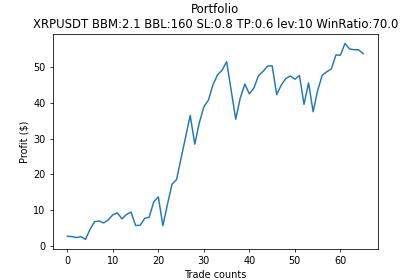 Portfolio
XRPUSDT BBM:2.1 BBL:160 SL:0.8 TP:0.6 lev:10 WinRatio:70.0
Profit ($)
50
40
30
20
10
0
0 10 20 30 40 50 60
Trade counts